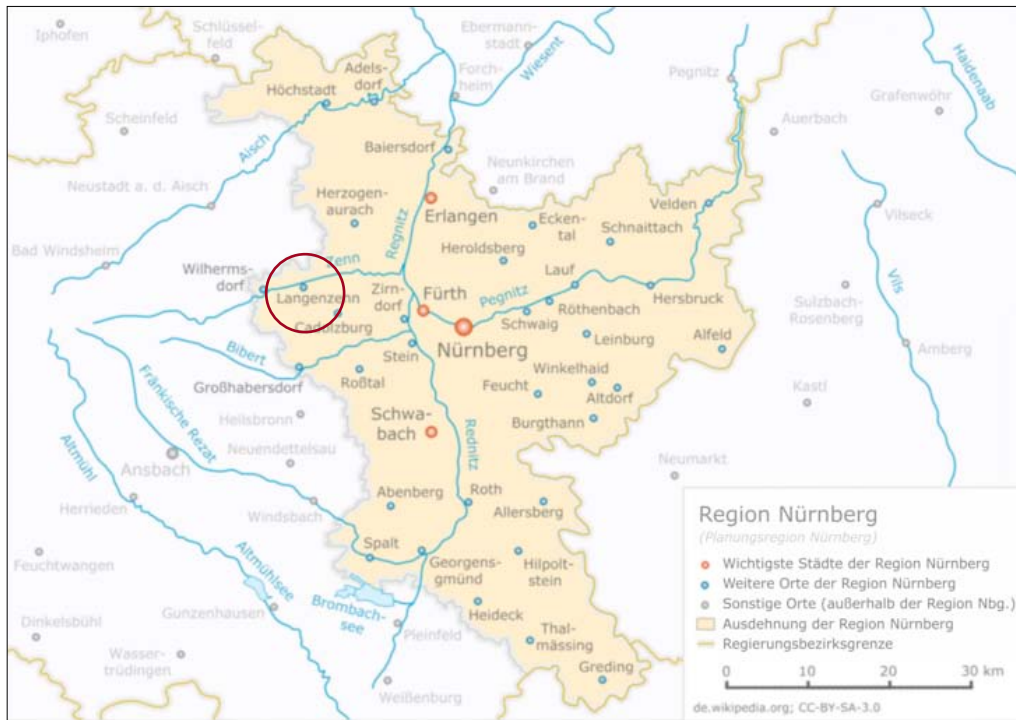 Iphofen
Schlüssel-
feld
Ebermann-
stadt
Adels-
dorf
Forch-
heim
Wiesent
Pegnitz
Haidenaab
Höchstadt
Grafenwöhr
Scheinfeld
Aisch
Auerbach
Baiersdorf
Neunkirchen
am Brand
Neustadt a. d. Aisch
Herzogen-
aurach
Erlangen
Velden
Ecken-
tal
Schnaittach
Vilseck
Regnitz
Heroldsberg
Bad Windsheim
Zenn
Wilherms-
dorf
Lauf
Langenzenn
Zirn-
dorf
Fürth
Pegnitz
Hersbruck
Röthenbach
Sulzbach-
Rosenberg
Vils
Cadolzburg
Schwaig
Leinburg
Alfeld
Nürnberg
Stein
Amberg
Bibert
Roßtal
Winkelhaid
Großhabersdorf
Feucht
Altdorf
Kastl
Fränkische Rezat
Heilsbronn
Schwa-
bach
Burgthann
Rednitz
Neuendettelsau
Ansbach
Altmühl
Neumarkt
Herrieden
Abenberg
Roth
Allersberg
Windsbach
Spalt
Feuchtwangen
Georgens-
gmünd
Hilpolt-
stein
Altmühlsee
Gunzenhausen
Brombach-
see
Heideck
Dinkelsbühl
Pleinfeld
Thal-
mässing
Wasser-
trüdingen
Weißenburg
Greding
Region Nürnberg
(Planungsregion Nürnberg)
Wichtigste Städte der Region Nürnberg
Weitere Orte der Region Nürnberg
Sonstige Orte (außerhalb der Region Nbg.)
Ausdehnung der Region Nürnberg
Regierungsbezirksgrenze
0 10 20 30 km
de.wikipedia.org; CC-BY-SA-3.0